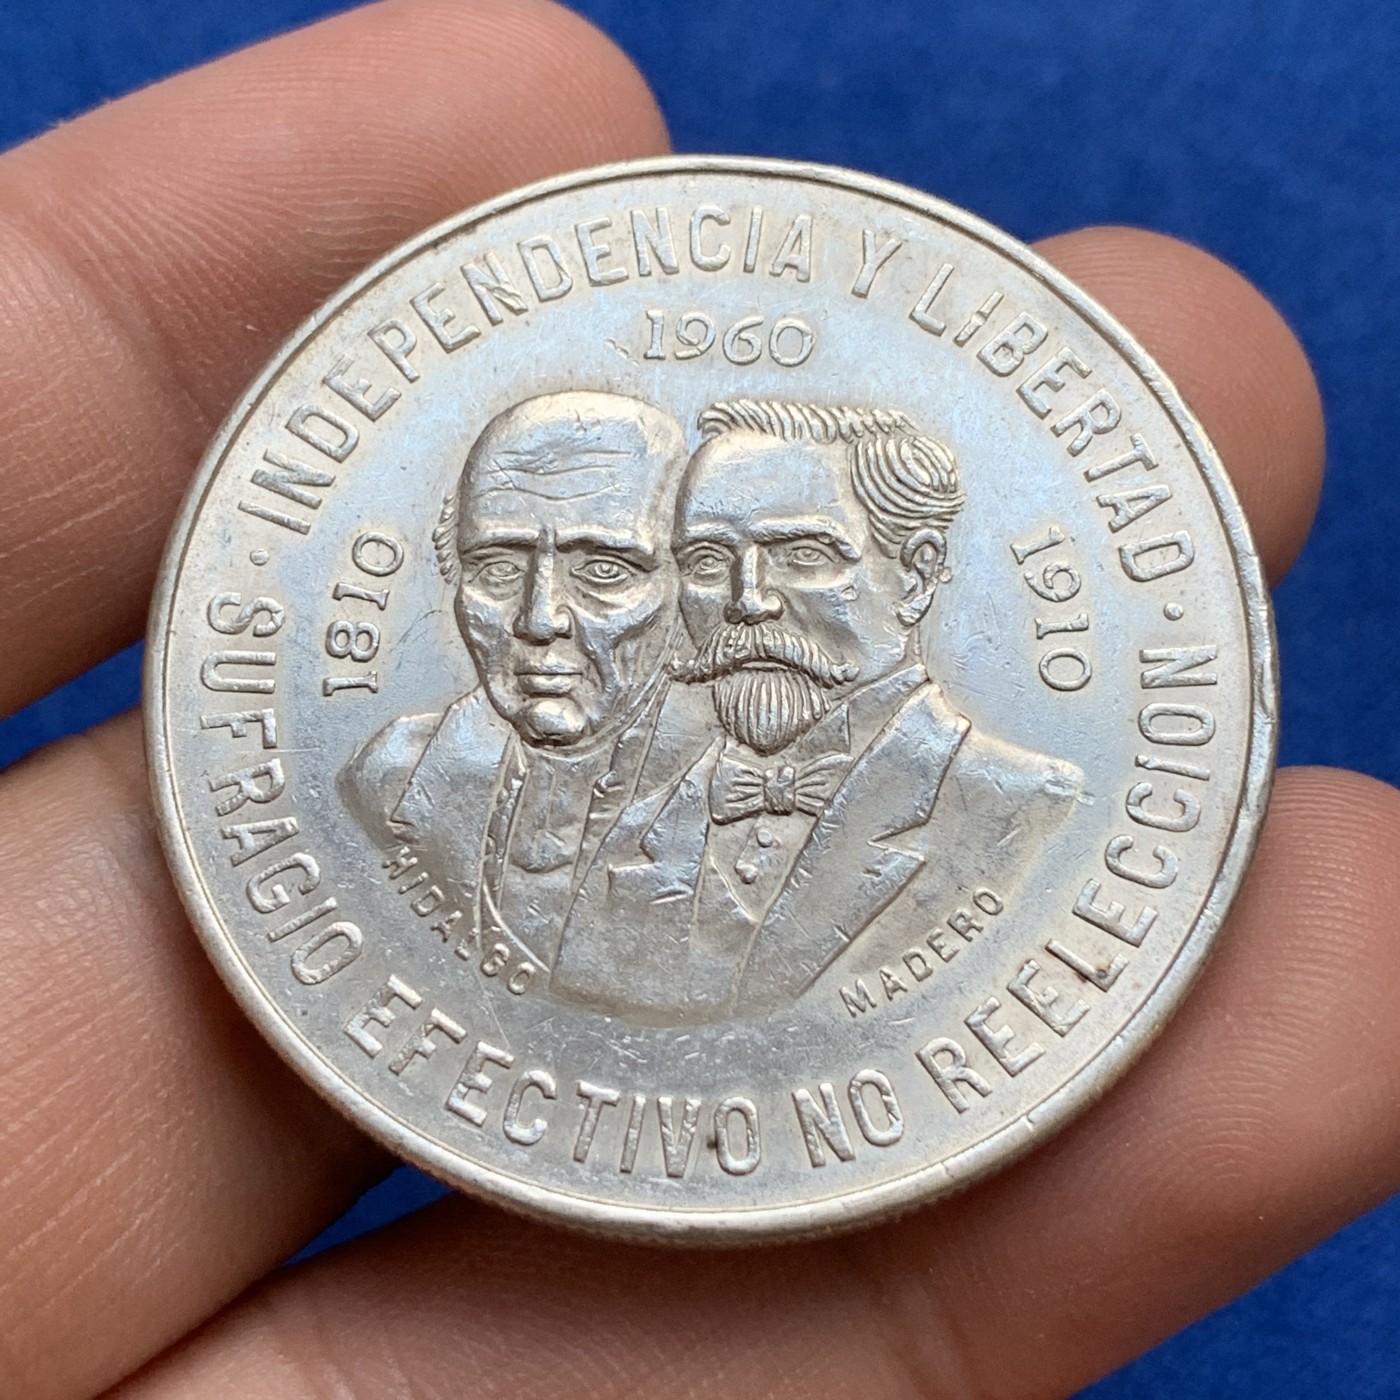 · INDEPENDENCIA Y LIBERTAD ·
1960
1810
1910
HIDALGO
MADERO
SUFRAGIO EFECTIVO NO REELECCION